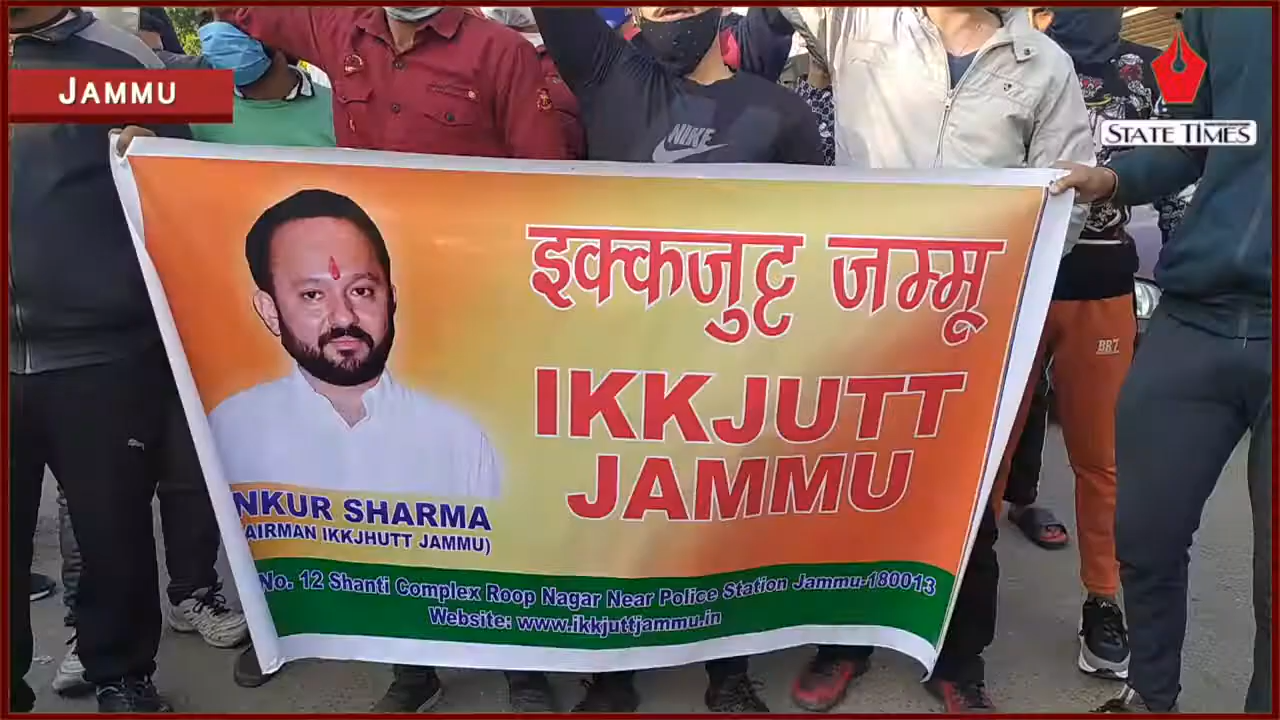 JAMMU
STATE TIMES
NIKE
इक्कजुट्ट जम्मू
IKKJUTT
JAMMU
NKUR SHARMA
AIRMAN IKKJHUTT JAMMU)
No. 12 Shanti Complex Roop Nagar Near Police Station Jammu-180013
Website: www.ikkjuttjammu.in
BR7